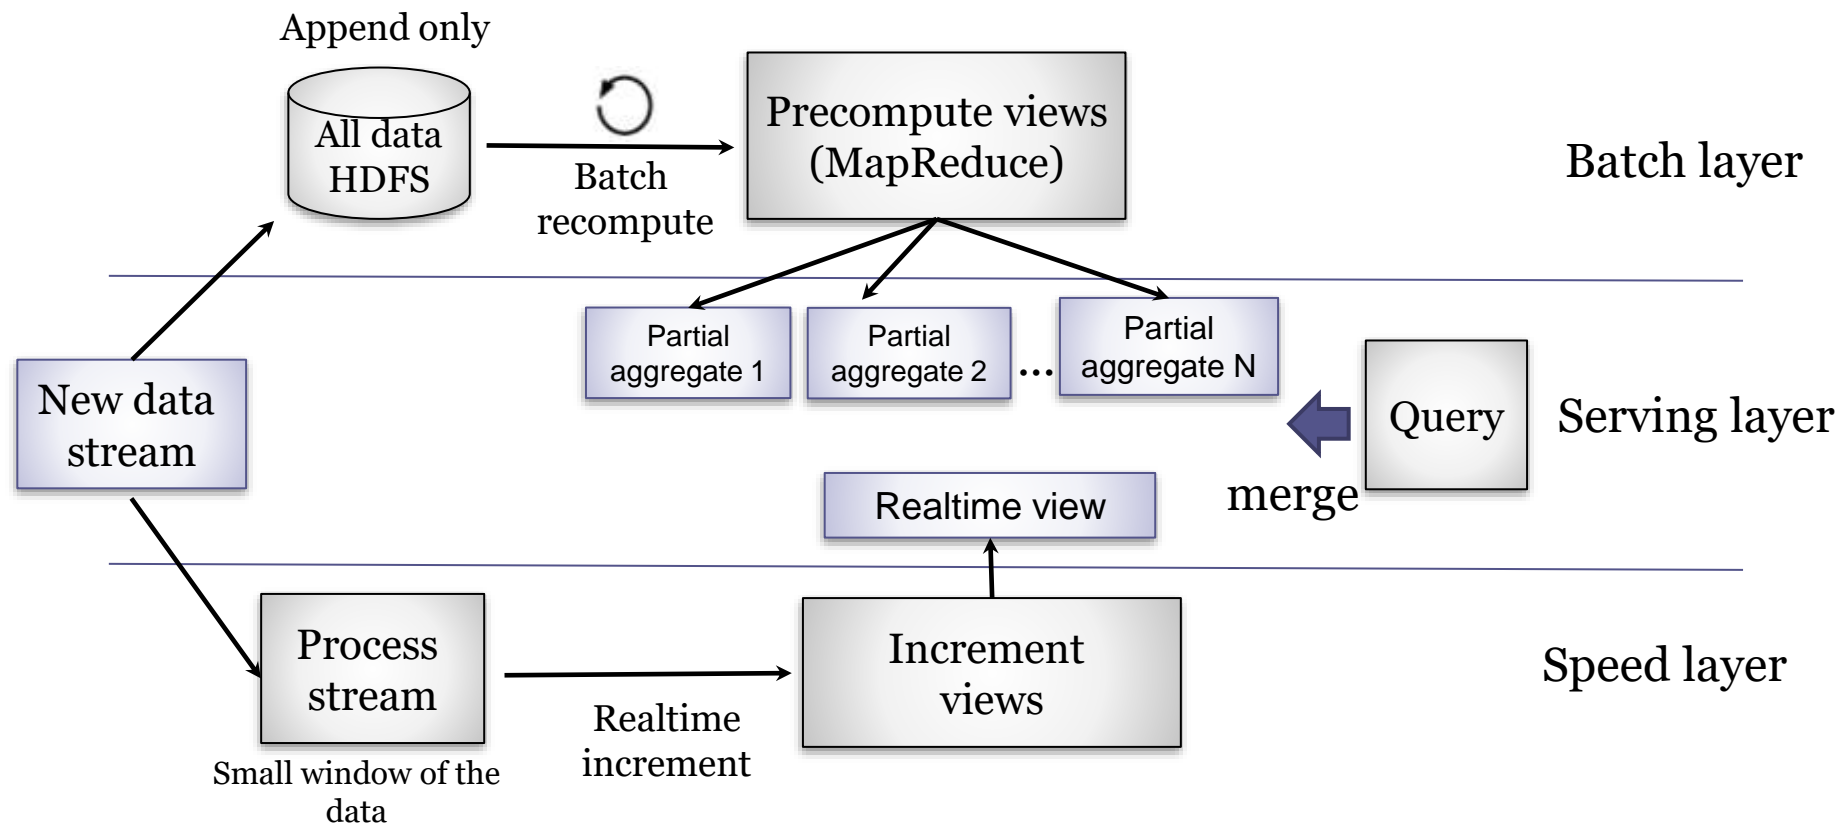 Append only
All data
HDFS
Batch
recompute
Precompute views
(MapReduce)
Batch layer
New data
stream
Partial
aggregate 1
Partial
aggregate 2
...
Partial
aggregate N
Query
merge
Serving layer
Realtime view
Process
stream
Small window of the
data
Realtime
increment
Increment
views
Speed layer